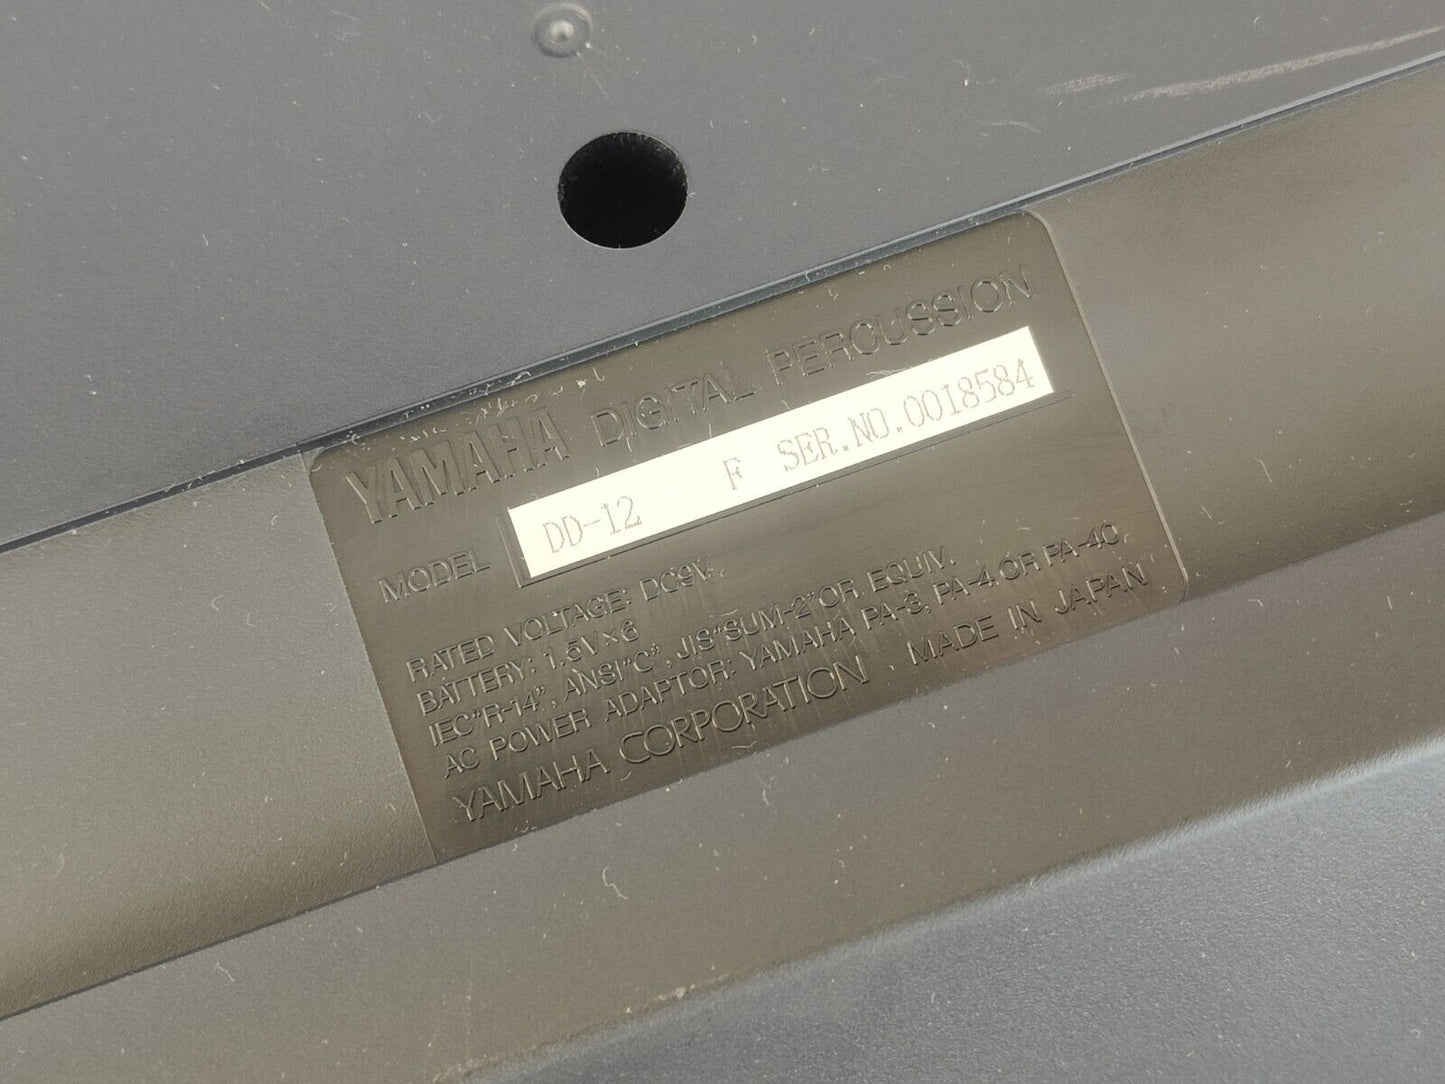 YAMAHA DIGITAL PERCUSSION
MODEL DD-12 F SER.NO.0018584
RATED VOLTAGE: DC9V
BATTERY: 1.5V×6
IEC"R-14", ANSI"C", JIS"SUM-2"OR EQUIV.
AC POWER ADAPTOR: YAMAHA PA-3, PA-4 OR PA-40
YAMAHA CORPORATION MADE IN JAPAN